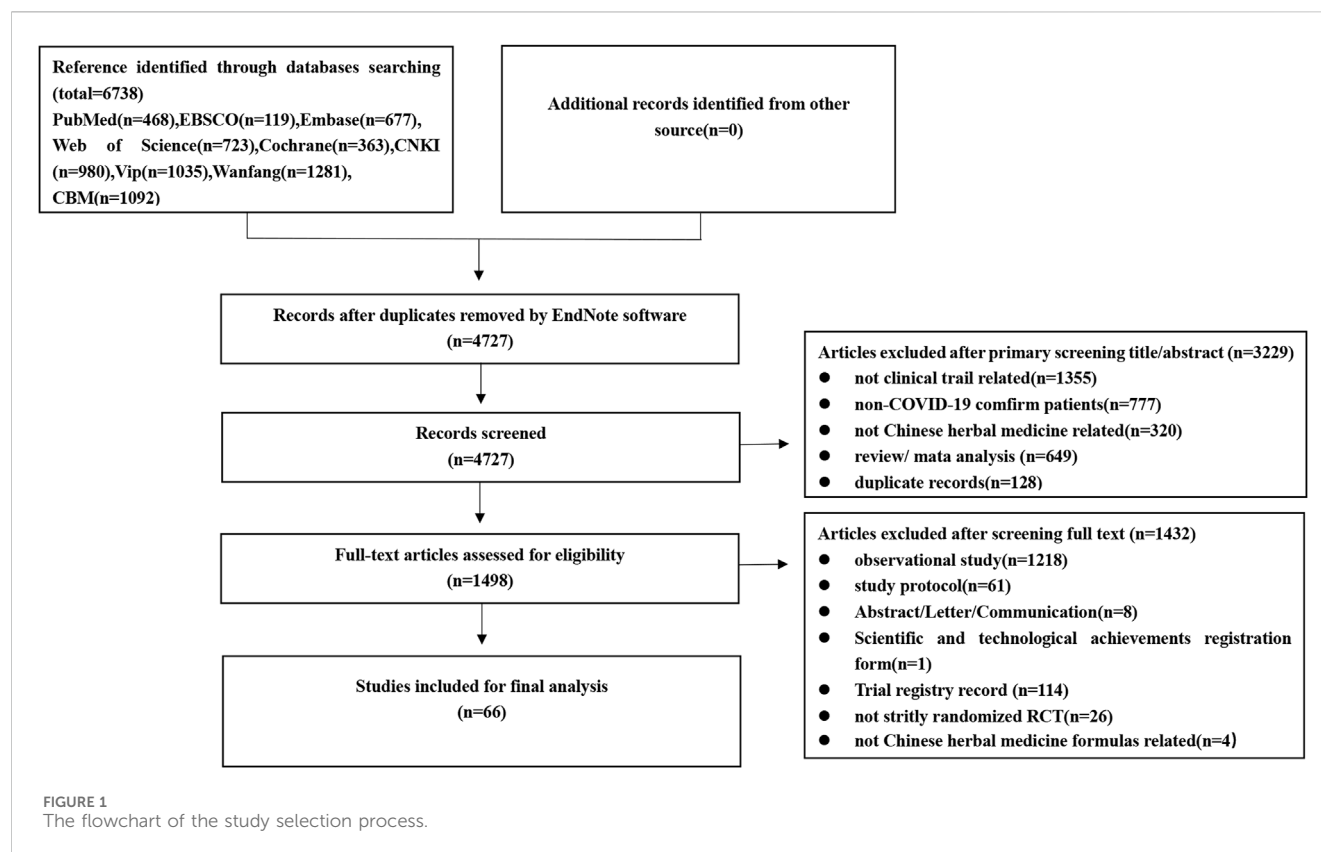 Reference identified through databases searching
(total=6738)
PubMed(n=468),EBSCO(n=119),Embase(n=677),
Web of Science(n=723),Cochrane(n=363),CNKI
(n=980),Vip(n=1035),Wanfang(n=1281),
CBM(n=1092)
Additional records identified from other
source(n=0)
Records after duplicates removed by EndNote software
(n=4727)
Articles excluded after primary screening title/abstract (n=3229)
● not clinical trail related(n=1355)
● non-COVID-19 comfirm patients(n=777)
● not Chinese herbal medicine related(n=320)
● review/ mata analysis (n=649)
● duplicate records(n=128)
Records screened
(n=4727)
Full-text articles assessed for eligibility
(n=1498)
Articles excluded after screening full text (n=1432)
● observational study(n=1218)
● study protocol(n=61)
● Abstract/Letter/Communication(n=8)
● Scientific and technological achievements registration
form(n=1)
● Trial registry record (n=114)
● not stritly randomized RCT(n=26)
● not Chinese herbal medicine formulas related(n=4)
Studies included for final analysis
(n=66)
FIGURE 1
The flowchart of the study selection process.